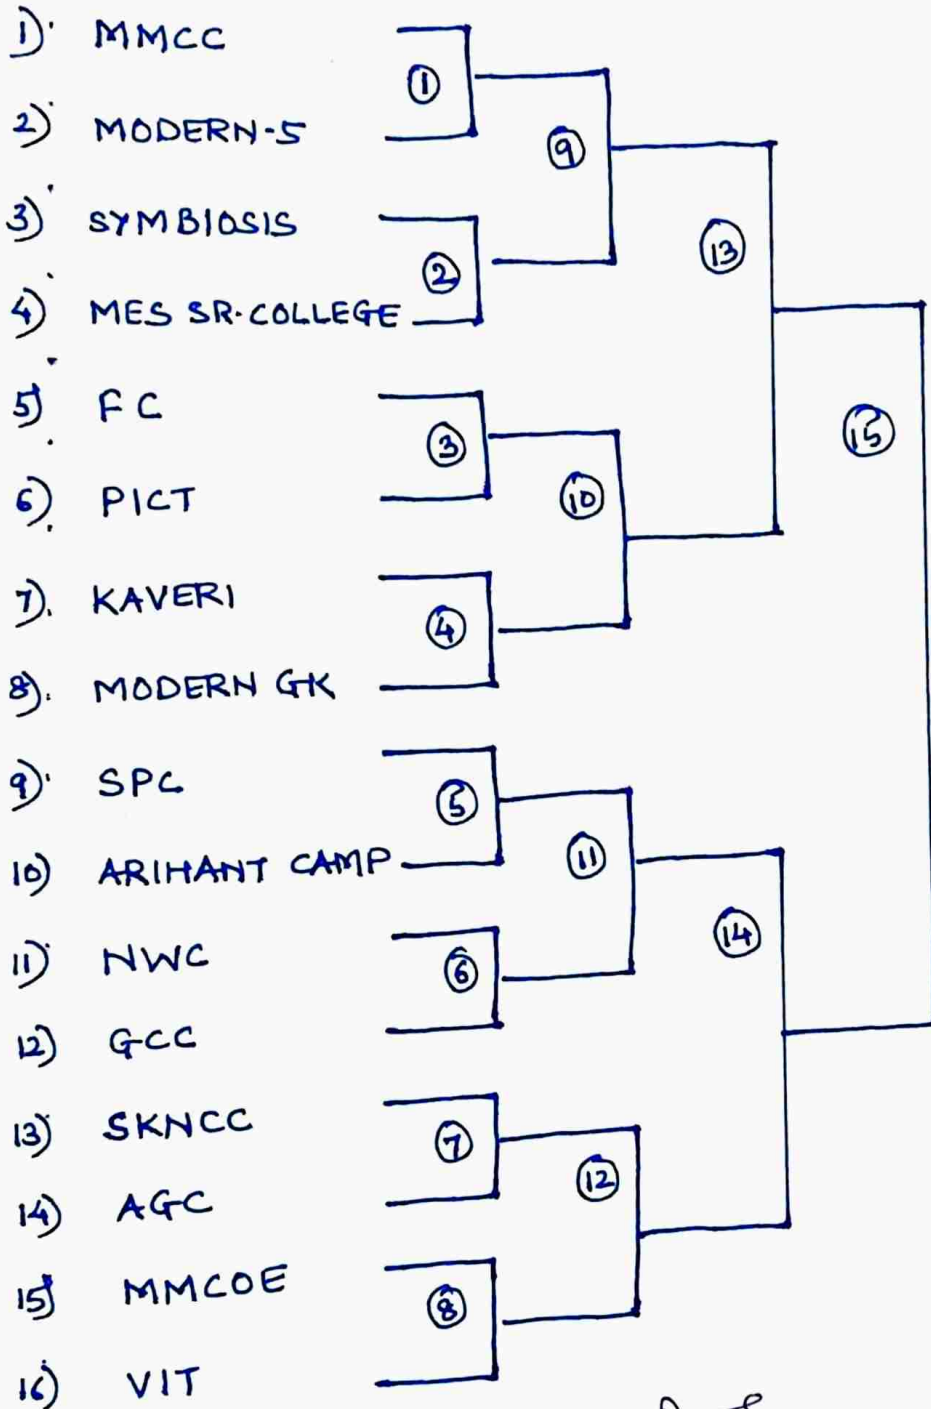 1) MMCC
①
2) MODERN-5
⑨
3) SYMBIOSIS
⑬
②
4) MES SR. COLLEGE
5) FC
③
⑮
6) PICT
⑩
7). KAVERI
④
8). MODERN GK
9) SPC
⑤
10) ARIHANT CAMP
⑪
11) NWC
⑥
⑭
12) GCC
13) SKNCC
⑦
14) AGC
⑫
15) MMCOE
⑧
16) VIT